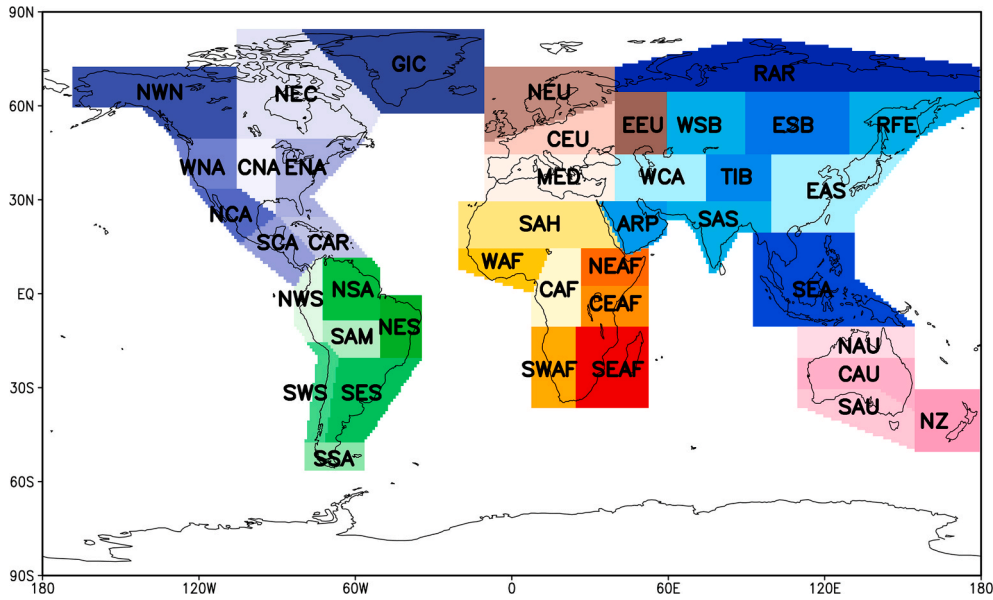 90N
GIC
RAR
NWN
NEC
NEU
60N
EEU
WSB
ESB
RFE
CEU
WNA
CNA
ENA
MED
WCA
TIB
EAS
30N
NCA
SAH
ARP
SAS
SCA
CAR
WAF
NEAF
EQ
NWS
NSA
CAF
CEAF
SEA
NES
SAM
NAU
SWAF
SEAF
CAU
30S
SWS
SES
SAU
NZ
SSA
60S
90S
180
120W
60W
0
60E
120E
180